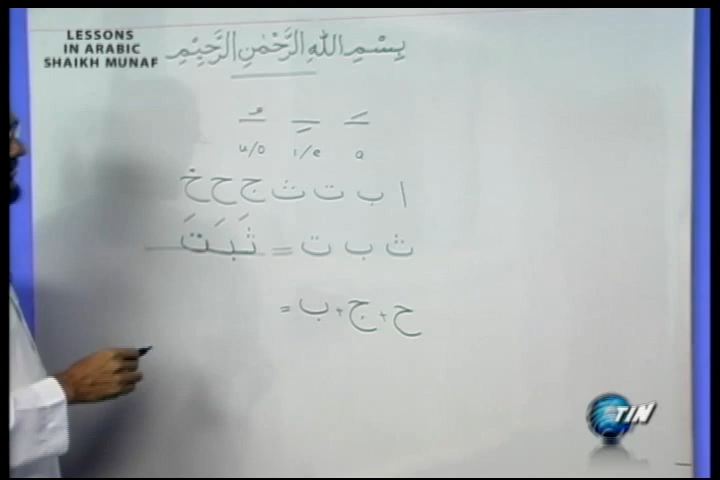 LESSONS
IN ARABIC
SHAIKH MUNAF
بِسْمِ اللهِ الرَّحْمٰنِ الرَّحِيْمِ
ـَ ـِ ـُ
a i/e u/o
ا ب ت ث ج ح خ
ث ب ت = ثَبَتَ
ح + ج + ب =
TIN